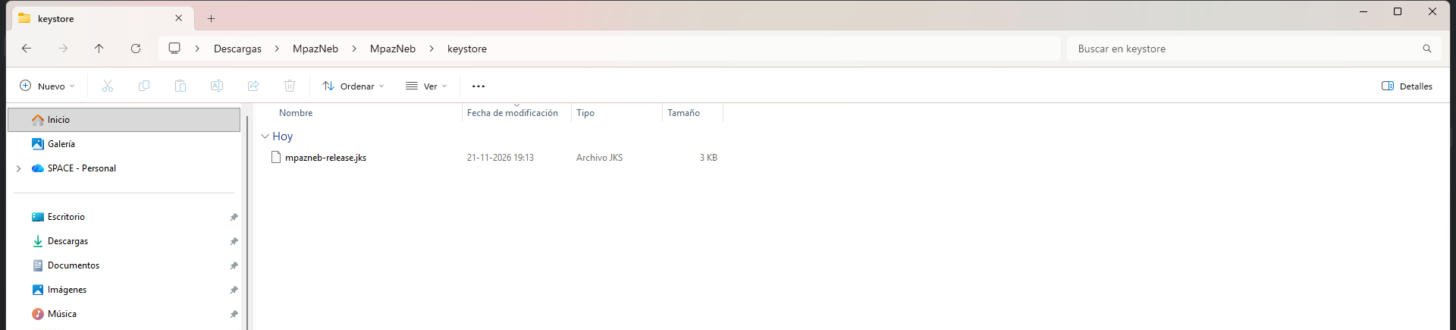 keystore
Descargas > MpazNeb > MpazNeb > keystore
Buscar en keystore
Nuevo
Ordenar
Ver
Detalles
Nombre
Fecha de modificación
Tipo
Tamaño
Hoy
mpazneb-release.jks
21-11-2026 19:13
Archivo JKS
3 KB
Inicio
Galería
SPACE - Personal
Escritorio
Descargas
Documentos
Imágenes
Música